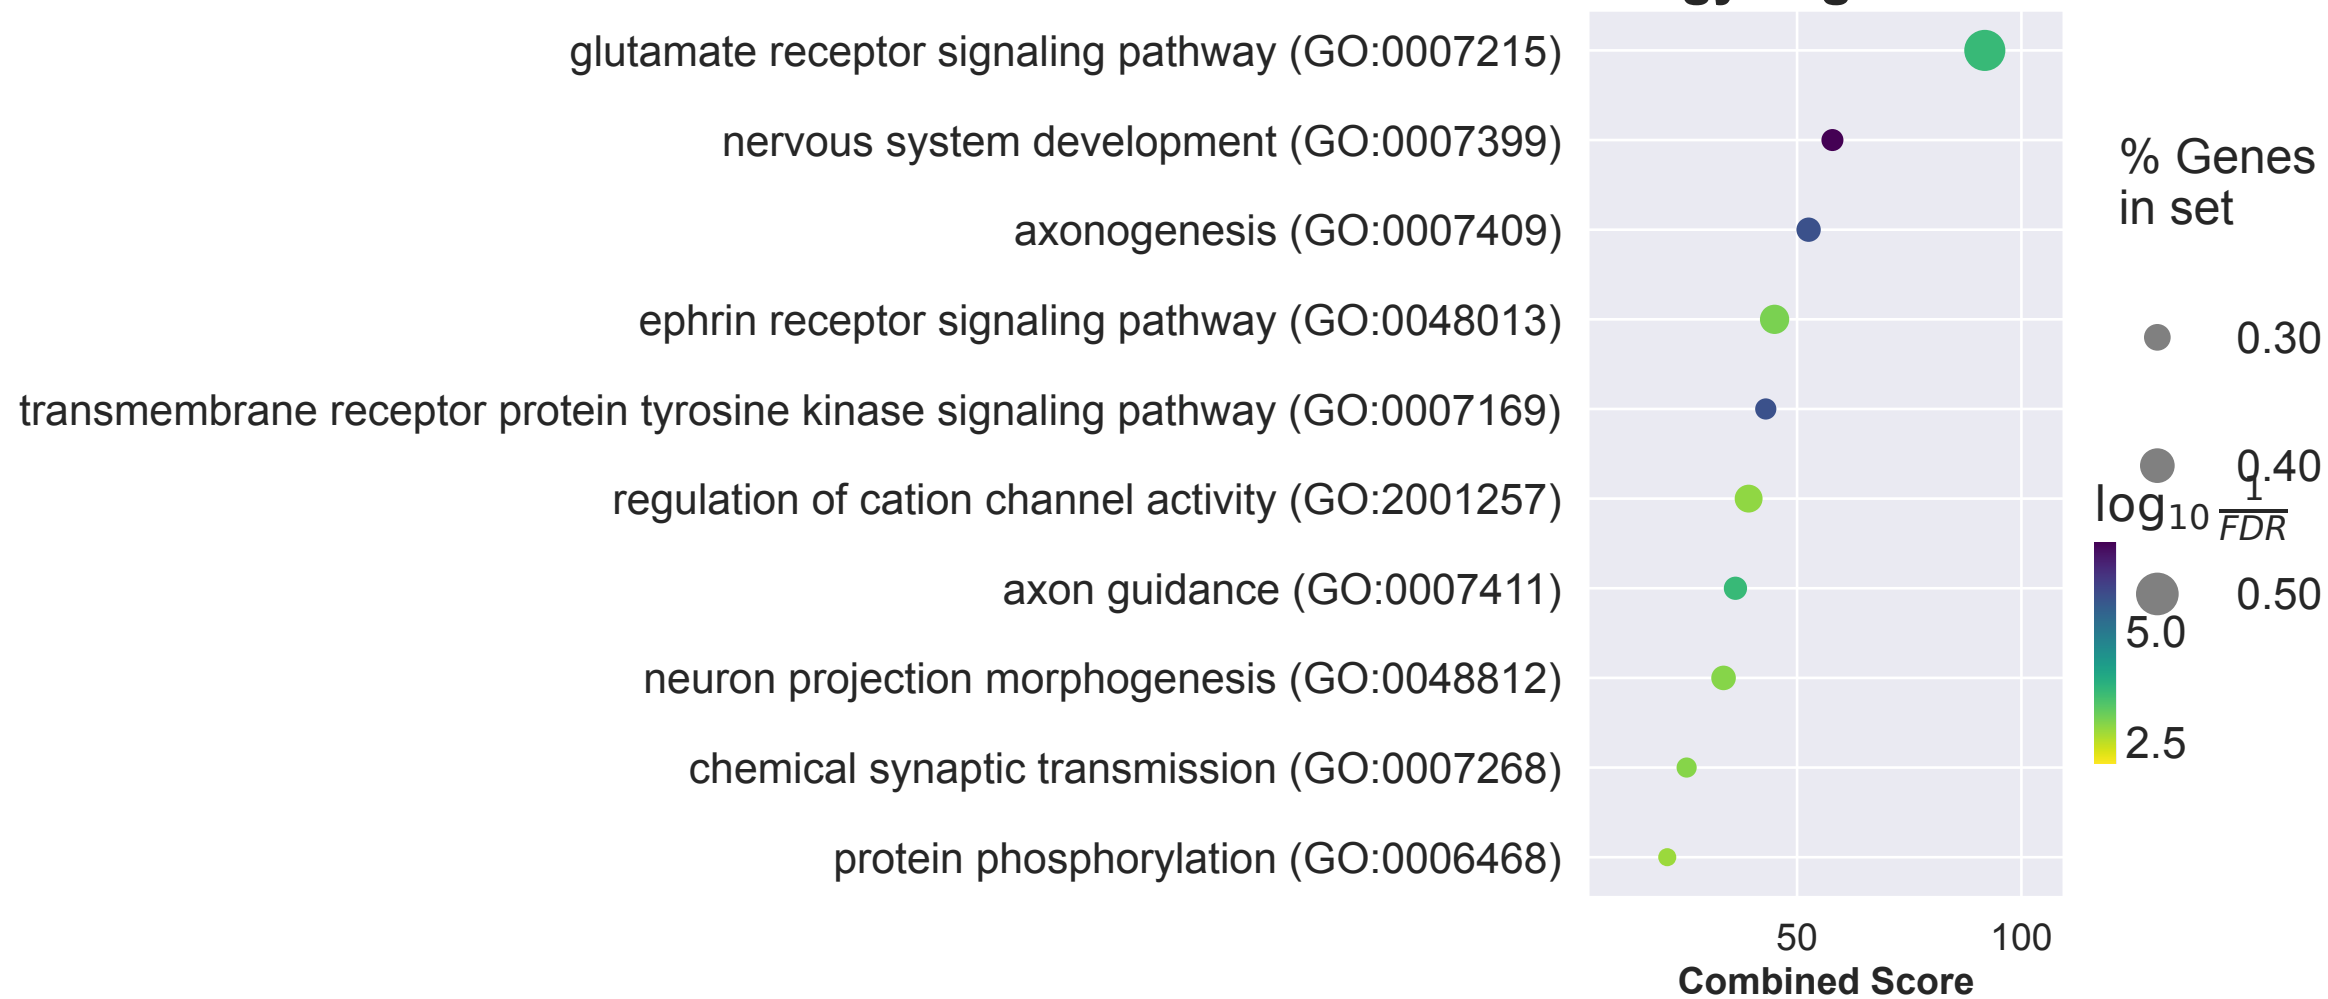 glutamate receptor signaling pathway (GO:0007215)
nervous system development (GO:0007399)
axonogenesis (GO:0007409)
ephrin receptor signaling pathway (GO:0048013)
transmembrane receptor protein tyrosine kinase signaling pathway (GO:0007169)
regulation of cation channel activity (GO:2001257)
axon guidance (GO:0007411)
neuron projection morphogenesis (GO:0048812)
chemical synaptic transmission (GO:0007268)
protein phosphorylation (GO:0006468)
50 100
Combined Score
% Genes
in set
0.30
0.40
0.50
log₁₀ 1/FDR
5.0
2.5